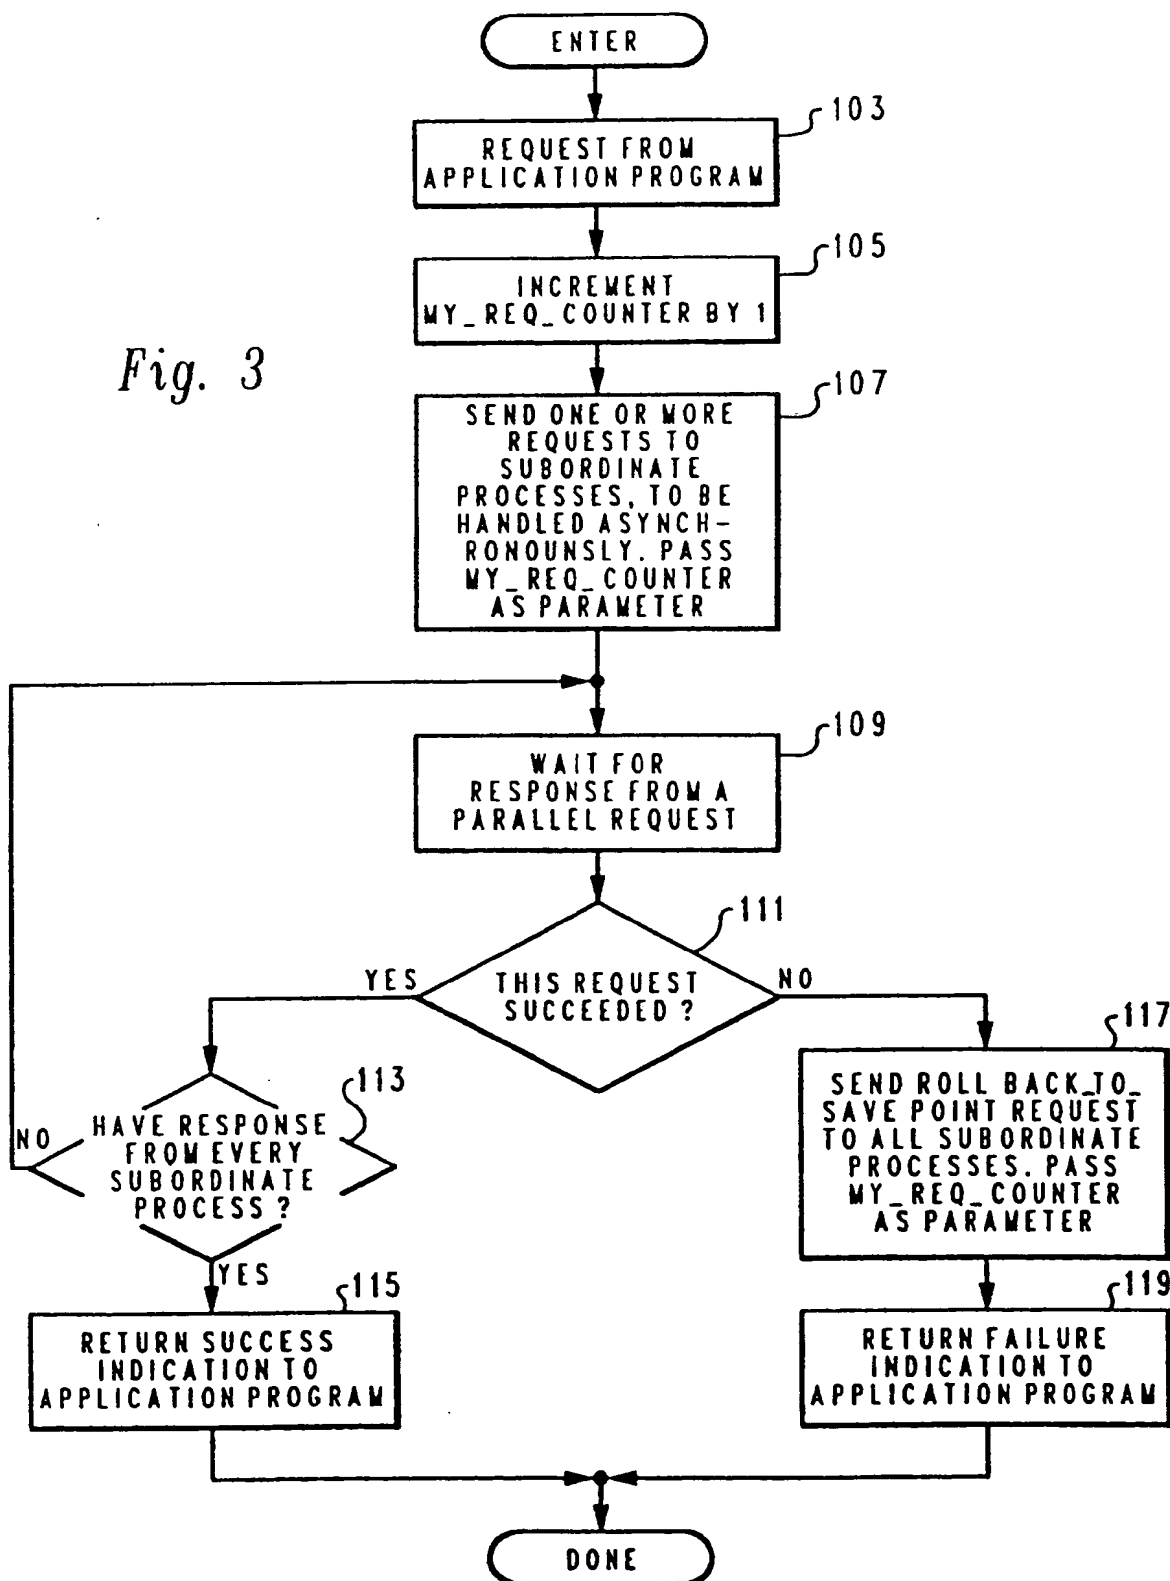 ENTER
103
REQUEST FROM
APPLICATION PROGRAM
105
INCREMENT
MY_REQ_COUNTER BY 1
Fig. 3
107
SEND ONE OR MORE
REQUESTS TO
SUBORDINATE
PROCESSES, TO BE
HANDLED ASYNCH-
RONOUNSLY. PASS
MY_REQ_COUNTER
AS PARAMETER
109
WAIT FOR
RESPONSE FROM A
PARALLEL REQUEST
111
THIS REQUEST
SUCCEEDED ?
YES
NO
113
HAVE RESPONSE
FROM EVERY
SUBORDINATE
PROCESS ?
NO
YES
117
SEND ROLL BACK_TO_
SAVE POINT REQUEST
TO ALL SUBORDINATE
PROCESSES. PASS
MY_REQ_COUNTER
AS PARAMETER
115
RETURN SUCCESS
INDICATION TO
APPLICATION PROGRAM
119
RETURN FAILURE
INDICATION TO
APPLICATION PROGRAM
DONE